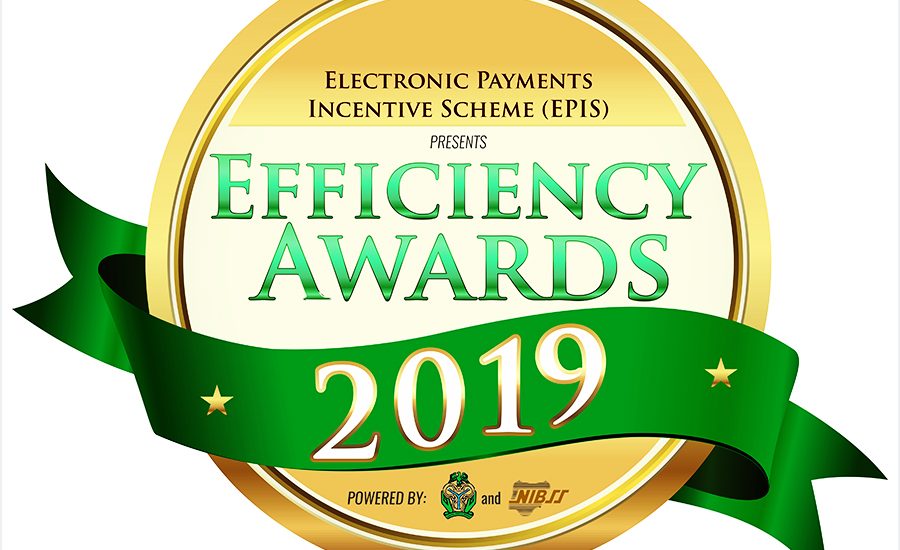 ELECTRONIC PAYMENTS
INCENTIVE SCHEME (EPIS)
PRESENTS
EFFICIENCY
AWARDS
2019
POWERED BY: and NIBSS